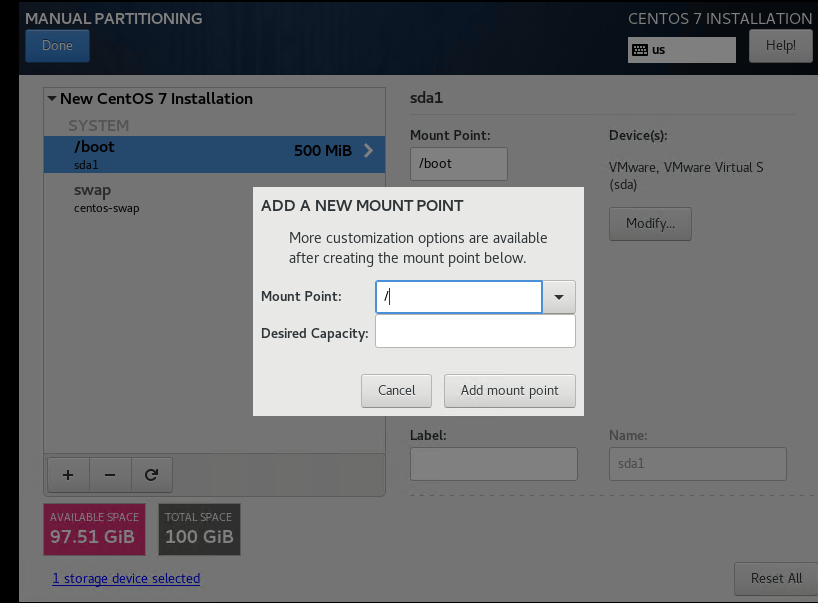 MANUAL PARTITIONING
CENTOS 7 INSTALLATION
Done
us
Help!
New CentOS 7 Installation
SYSTEM
/boot
500 MiB
sda1
swap
centos-swap
sda1
Mount Point:
Device(s):
/boot
VMware, VMware Virtual S
(sda)
Modify...
ADD A NEW MOUNT POINT
More customization options are available
after creating the mount point below.
Mount Point:
/
Desired Capacity:
Cancel
Add mount point
Label:
Name:
sda1
+
−
AVAILABLE SPACE
97.51 GiB
TOTAL SPACE
100 GiB
1 storage device selected
Reset All